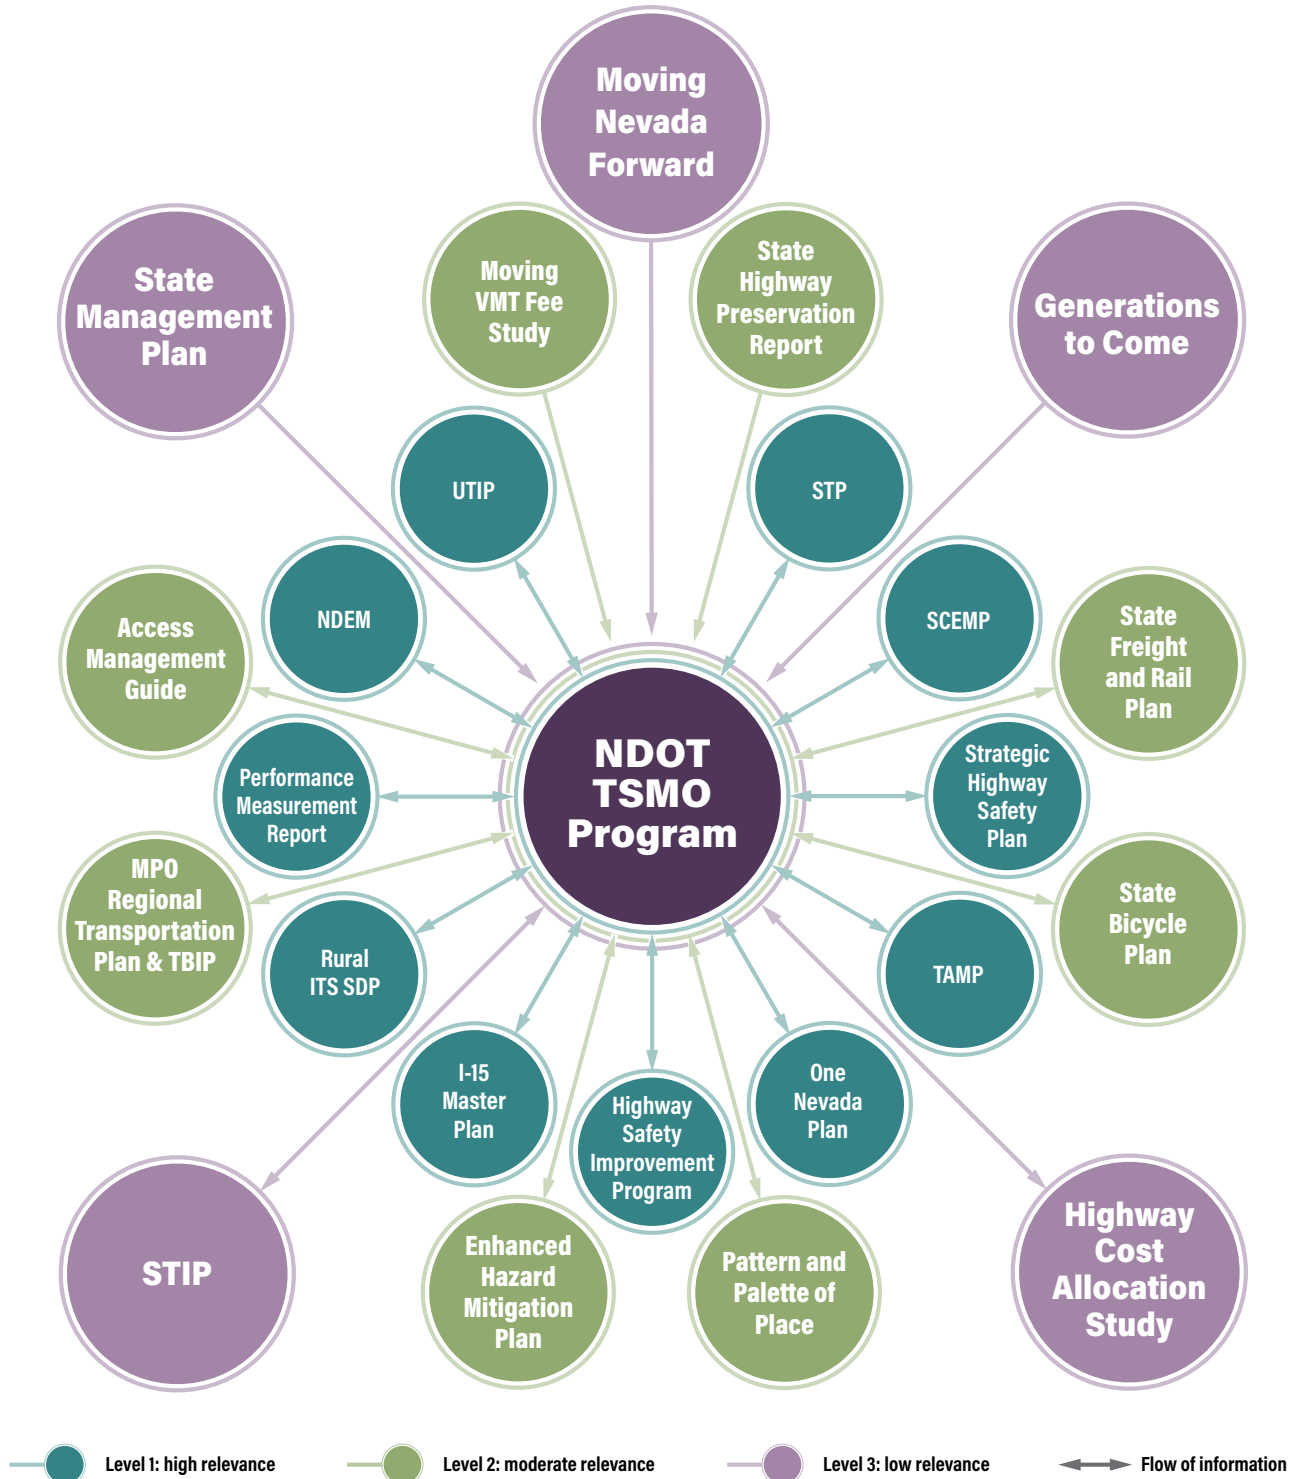 Moving
Nevada
Forward
State
Management
Plan
Moving
VMT Fee
Study
State
Highway
Preservation
Report
Generations
to Come
UTIP
STP
NDEM
SCEMP
Access
Management
Guide
State
Freight
and Rail
Plan
Performance
Measurement
Report
NDOT
TSMO
Program
Strategic
Highway
Safety
Plan
MPO
Regional
Transportation
Plan & TBIP
State
Bicycle
Plan
Rural
ITS SDP
TAMP
I-15
Master
Plan
Highway
Safety
Improvement
Program
One
Nevada
Plan
STIP
Enhanced
Hazard
Mitigation
Plan
Pattern and
Palette of
Place
Highway
Cost
Allocation
Study
Level 1: high relevance
Level 2: moderate relevance
Level 3: low relevance
Flow of information